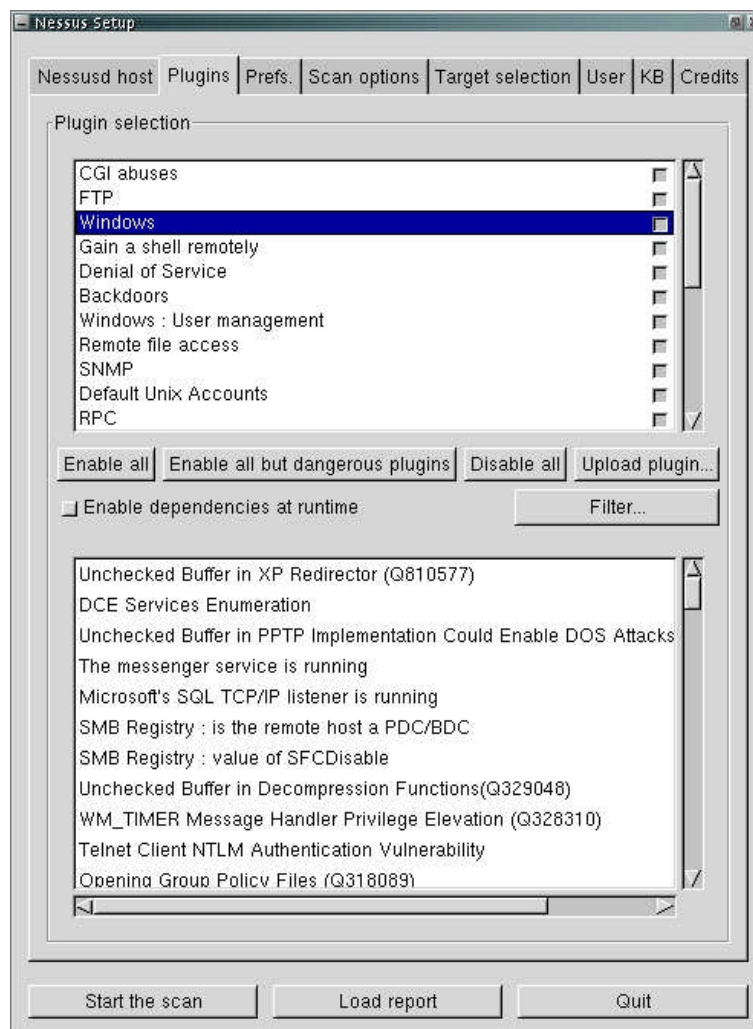 Nessus Setup
Nessusd host Plugins Prefs. Scan options Target selection User KB Credits
Plugin selection
CGI abuses
FTP
Windows
Gain a shell remotely
Denial of Service
Backdoors
Windows : User management
Remote file access
SNMP
Default Unix Accounts
RPC
Enable all Enable all but dangerous plugins Disable all Upload plugin...
Enable dependencies at runtime Filter...
Unchecked Buffer in XP Redirector (Q810577)
DCE Services Enumeration
Unchecked Buffer in PPTP Implementation Could Enable DOS Attacks
The messenger service is running
Microsoft's SQL TCP/IP listener is running
SMB Registry : is the remote host a PDC/BDC
SMB Registry : value of SFCDisable
Unchecked Buffer in Decompression Functions(Q329048)
WM_TIMER Message Handler Privilege Elevation (Q328310)
Telnet Client NTLM Authentication Vulnerability
Opening Group Policy Files (Q318089)
Start the scan Load report Quit